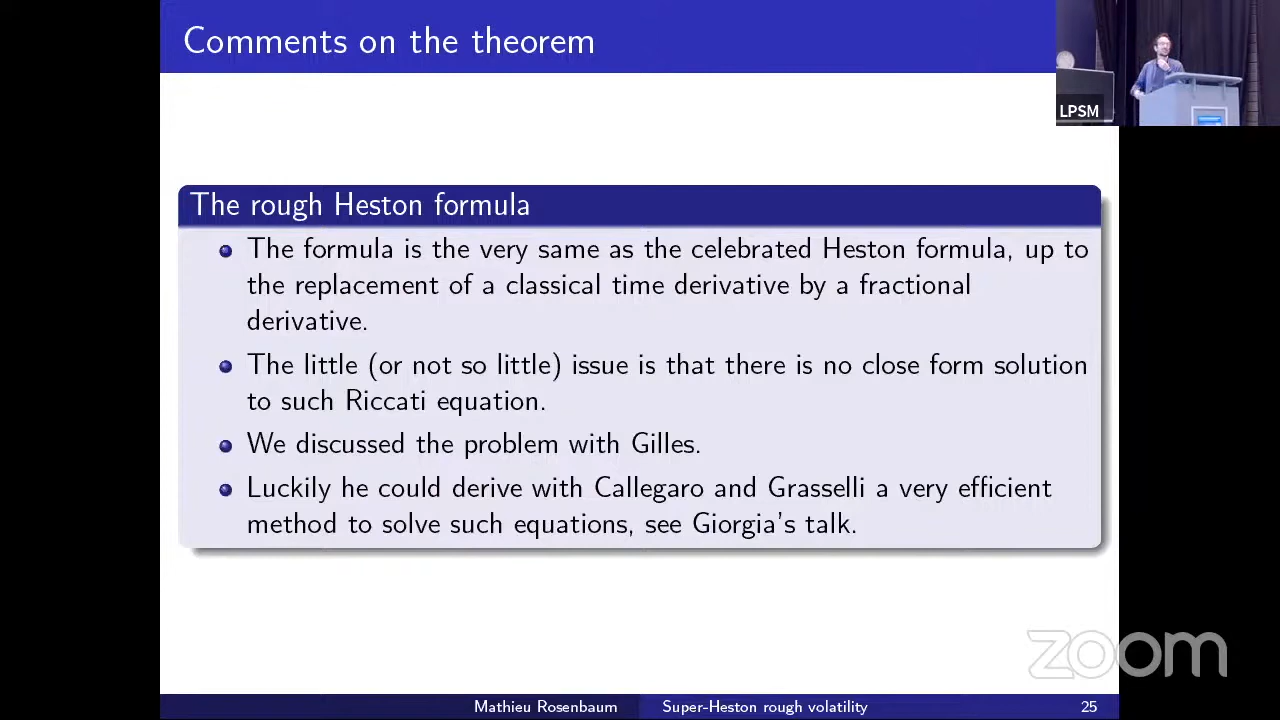 Comments on the theorem
LPSM
The rough Heston formula
The formula is the very same as the celebrated Heston formula, up to
the replacement of a classical time derivative by a fractional
derivative.
The little (or not so little) issue is that there is no close form solution
to such Riccati equation.
We discussed the problem with Gilles.
Luckily he could derive with Callegaro and Grasselli a very efficient
method to solve such equations, see Giorgia's talk.
zoom
Mathieu Rosenbaum Super-Heston rough volatility 25